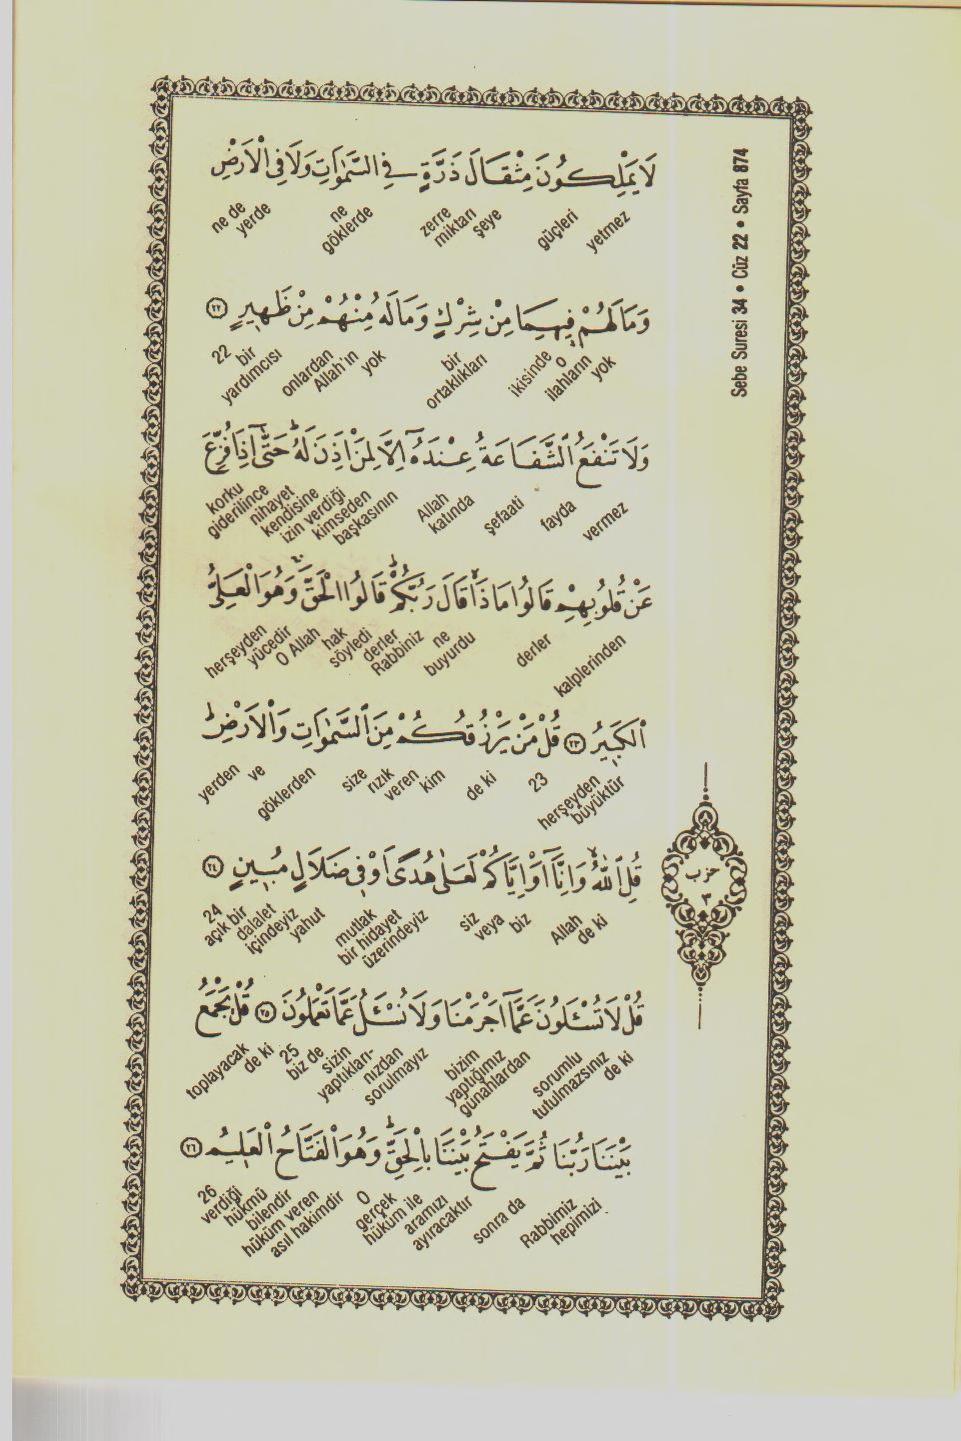 Sebe Suresi 34 • Cüz 22 • Sayfa 874
لَا يَمْلِكُونَ مِثْقَالَ ذَرَّةٍ فِي السَّمٰوَاتِ وَلَا فِي الْاَرْضِ
yetmez güçleri zerre miktarı şeye ne göklerde ne de yerde
وَمَا لَهُمْ فِيهِمَا مِنْ شِرْكٍ وَمَا لَهُ مِنْهُمْ مِنْ ظَهِيرٍ ﴿٢٢﴾
yok o ilahların ikisinde bir ortaklıkları yok Allah'ın onlardan bir yardımcısı 22
وَلَا تَنْفَعُ الشَّفَاعَةُ عِنْدَهُٓ اِلَّا لِمَنْ اَذِنَ لَهُ حَتّٰٓى اِذَا فُزِّعَ
vermez fayda şefaati Allah katında başkasının kimseden izin verdiği kendisine nihayet giderilince korku
عَنْ قُلُوبِهِمْ قَالُوا مَاذَا قَالَ رَبُّكُمْ قَالُوا الْحَقَّ وَهُوَ الْعَلِيُّ
kalplerinden derler ne buyurdu Rabbiniz derler söyledi hak O Allah herşeyden yücedir
الْكَبِيرُ ﴿٢٣﴾ قُلْ مَنْ يَرْزُقُكُمْ مِنَ السَّمٰوَاتِ وَالْاَرْضِ
herşeyden büyüktür 23 de ki kim rızık veren size göklerden ve yerden
قُلِ اللّٰهُ وَاِنَّٓا اَوْ اِيَّاكُمْ لَعَلٰى هُدًى اَوْ فِي ضَلَالٍ مُبِينٍ ﴿٢٤﴾
de ki Allah biz veya siz mutlak bir hidayet üzerindeyiz yahut açık bir dalalet içindeyiz 24
حزب
٣
قُلْ لَا تُسْـَٔلُونَ عَمَّٓا اَجْرَمْنَا وَلَا نُسْـَٔلُ عَمَّا تَعْمَلُونَ ﴿٢٥﴾ قُلْ يَجْمَعُ
de ki sorumlu tutulmazsınız bizim yaptığımız günahlardan sizin yaptıkları-nızdan sorulmayız biz de 25 de ki toplayacak
بَيْنَنَا رَبُّنَا ثُمَّ يَفْتَحُ بَيْنَنَا بِالْحَقِّ وَهُوَ الْفَتَّاحُ الْعَلِيمُ ﴿٢٦﴾
hepimizi Rabbimiz sonra da gerçek hüküm ile aramızı ayıracaktır O hüküm veren asıl hakimdir verdiği hükmü bilendir 26